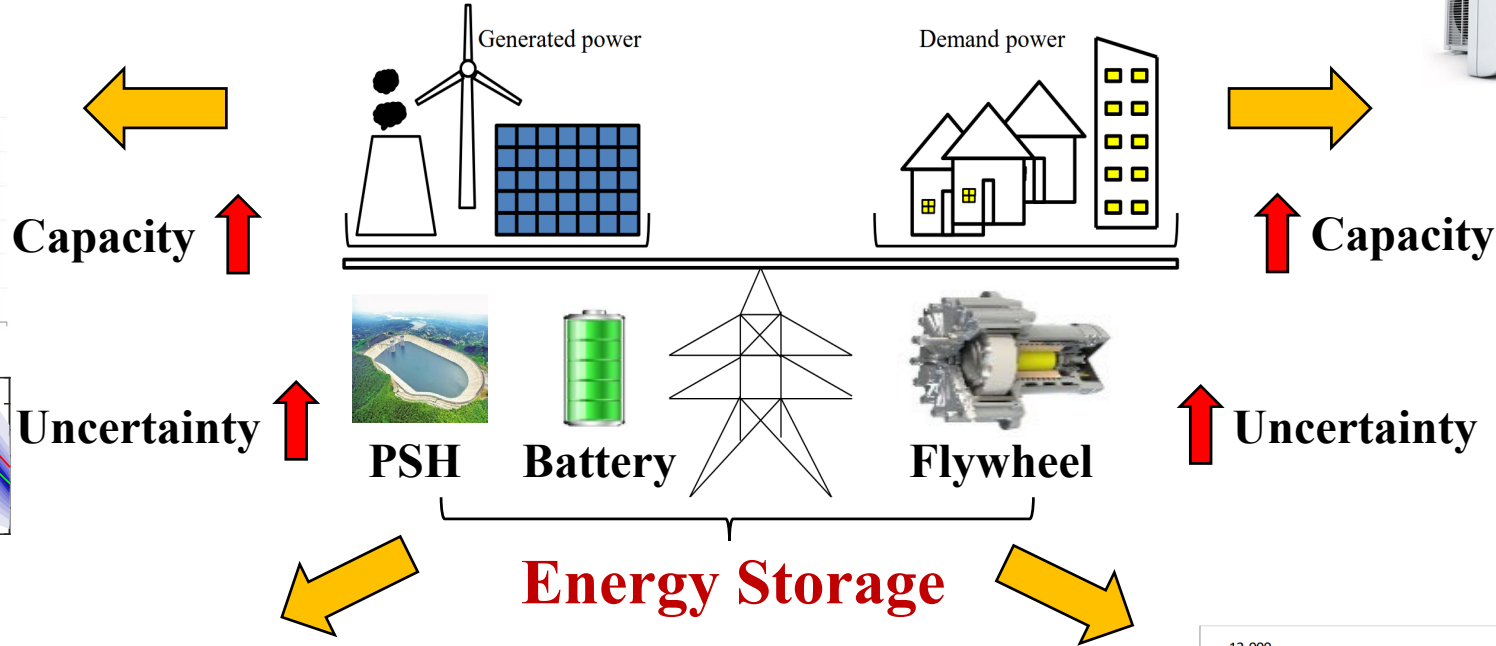 Generated power
Demand power
Capacity
Capacity
Uncertainty
Uncertainty
PSH
Battery
Flywheel
Energy Storage